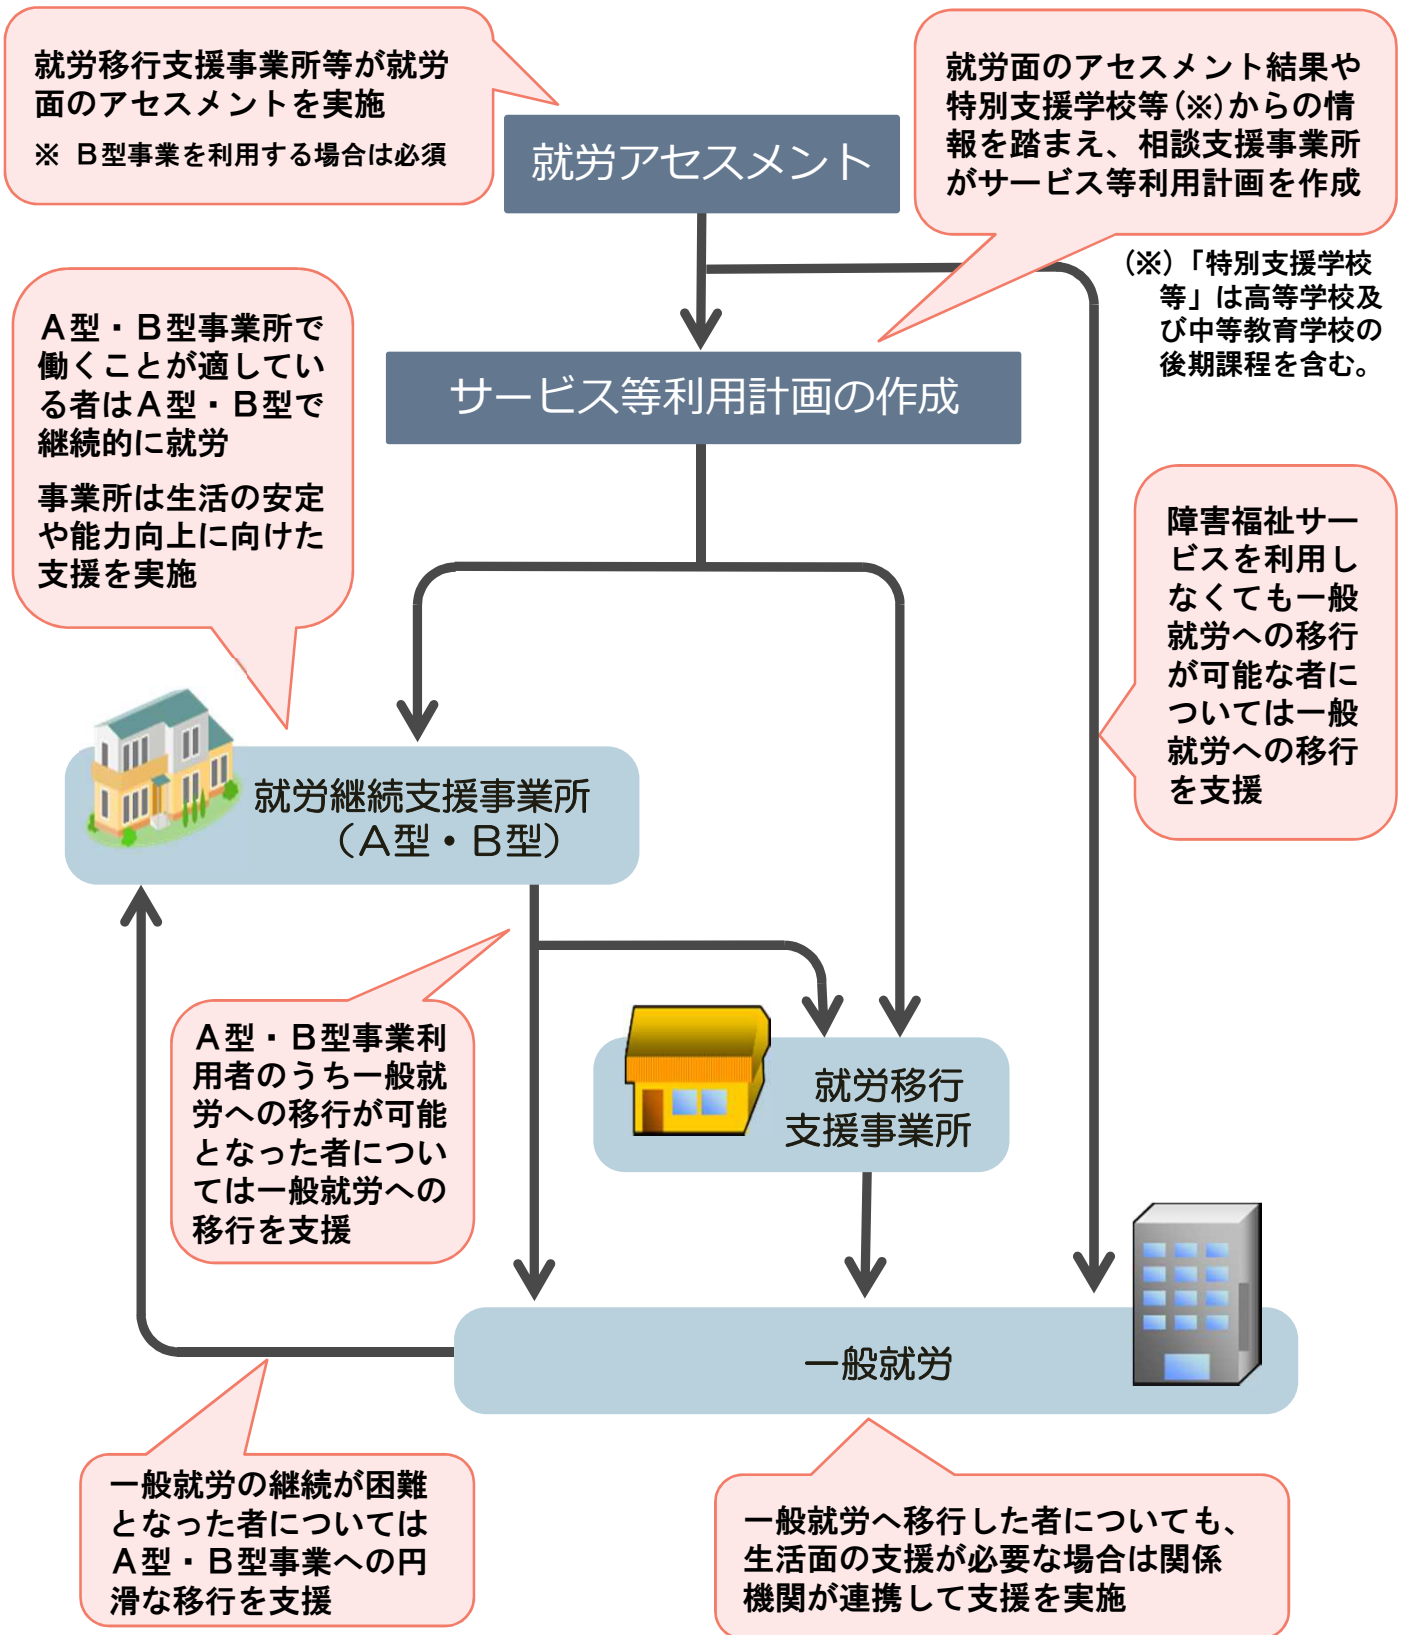 就労移行支援事業所等が就労
面のアセスメントを実施
※ B型事業を利用する場合は必須
就労アセスメント
就労面のアセスメント結果や
特別支援学校等(※)からの情
報を踏まえ、相談支援事業所
がサービス等利用計画を作成
(※)「特別支援学校
等」は高等学校及
び中等教育学校の
後期課程を含む。
A型・B型事業所で
働くことが適してい
る者はA型・B型で
継続的に就労
事業所は生活の安定
や能力向上に向けた
支援を実施
サービス等利用計画の作成
障害福祉サー
ビスを利用し
なくても一般
就労への移行
が可能な者に
ついては一般
就労への移行
を支援
就労継続支援事業所
(A型・B型)
A型・B型事業利
用者のうち一般就
労への移行が可能
となった者につい
ては一般就労への
移行を支援
就労移行
支援事業所
一般就労
一般就労の継続が困難
となった者については
A型・B型事業への円
滑な移行を支援
一般就労へ移行した者についても、
生活面の支援が必要な場合は関係
機関が連携して支援を実施